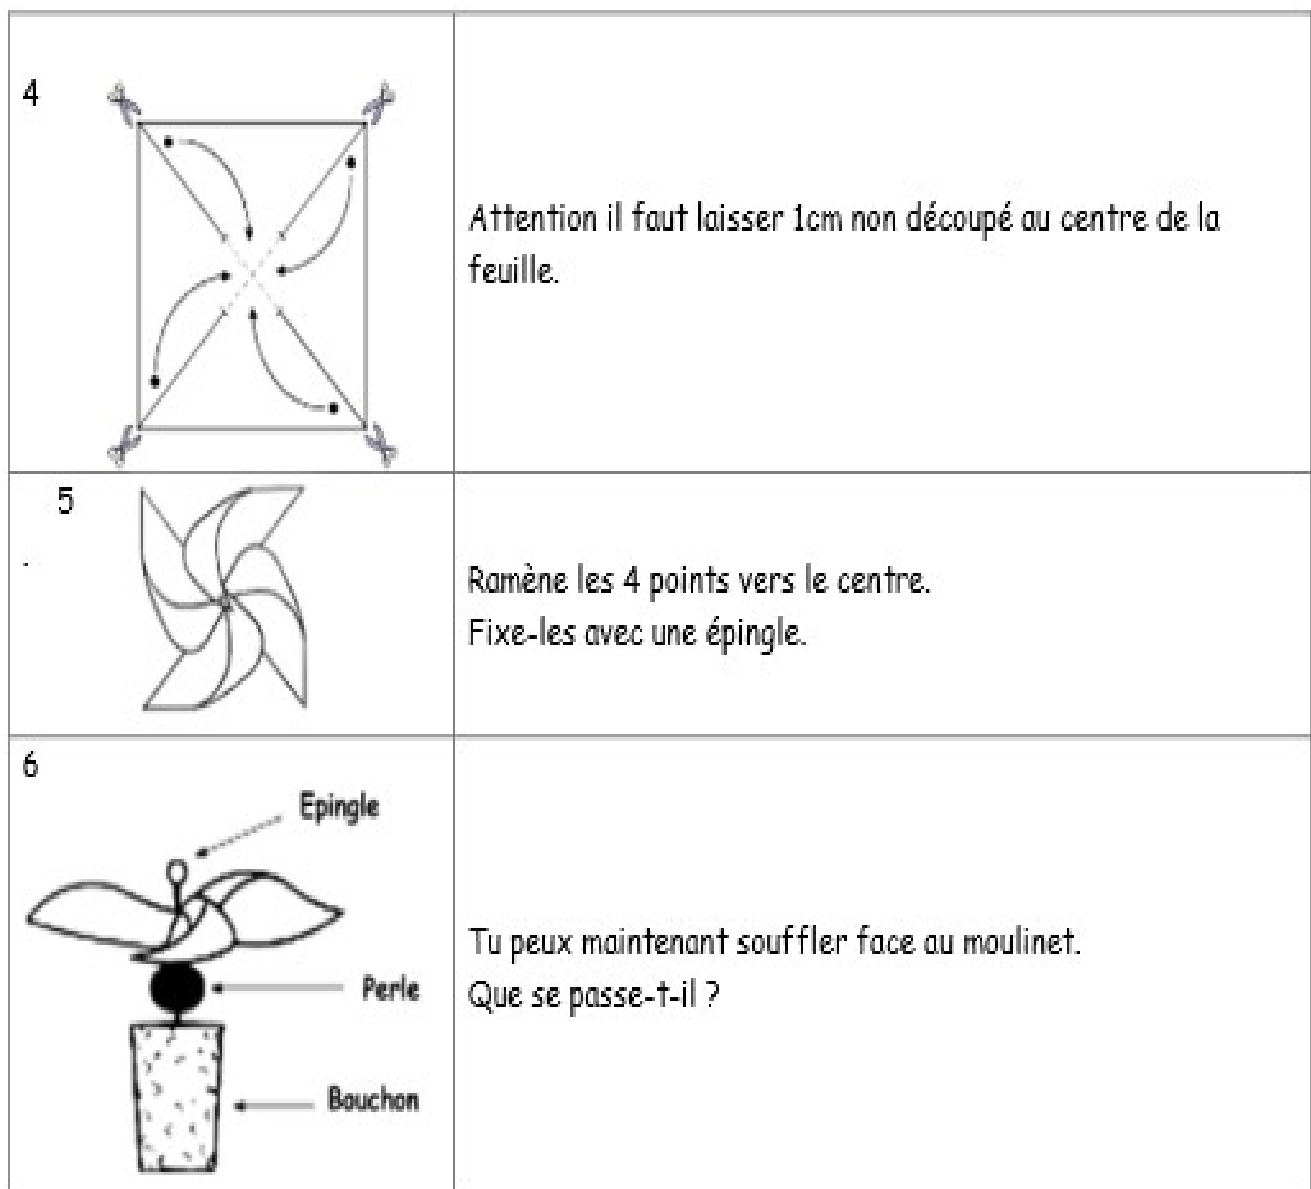 4
Attention il faut laisser 1cm non découpé au centre de la
feuille.
5
Ramène les 4 points vers le centre.
Fixe-les avec une épingle.
6
Epingle
Perle
Bouchon
Tu peux maintenant souffler face au moulinet.
Que se passe-t-il ?